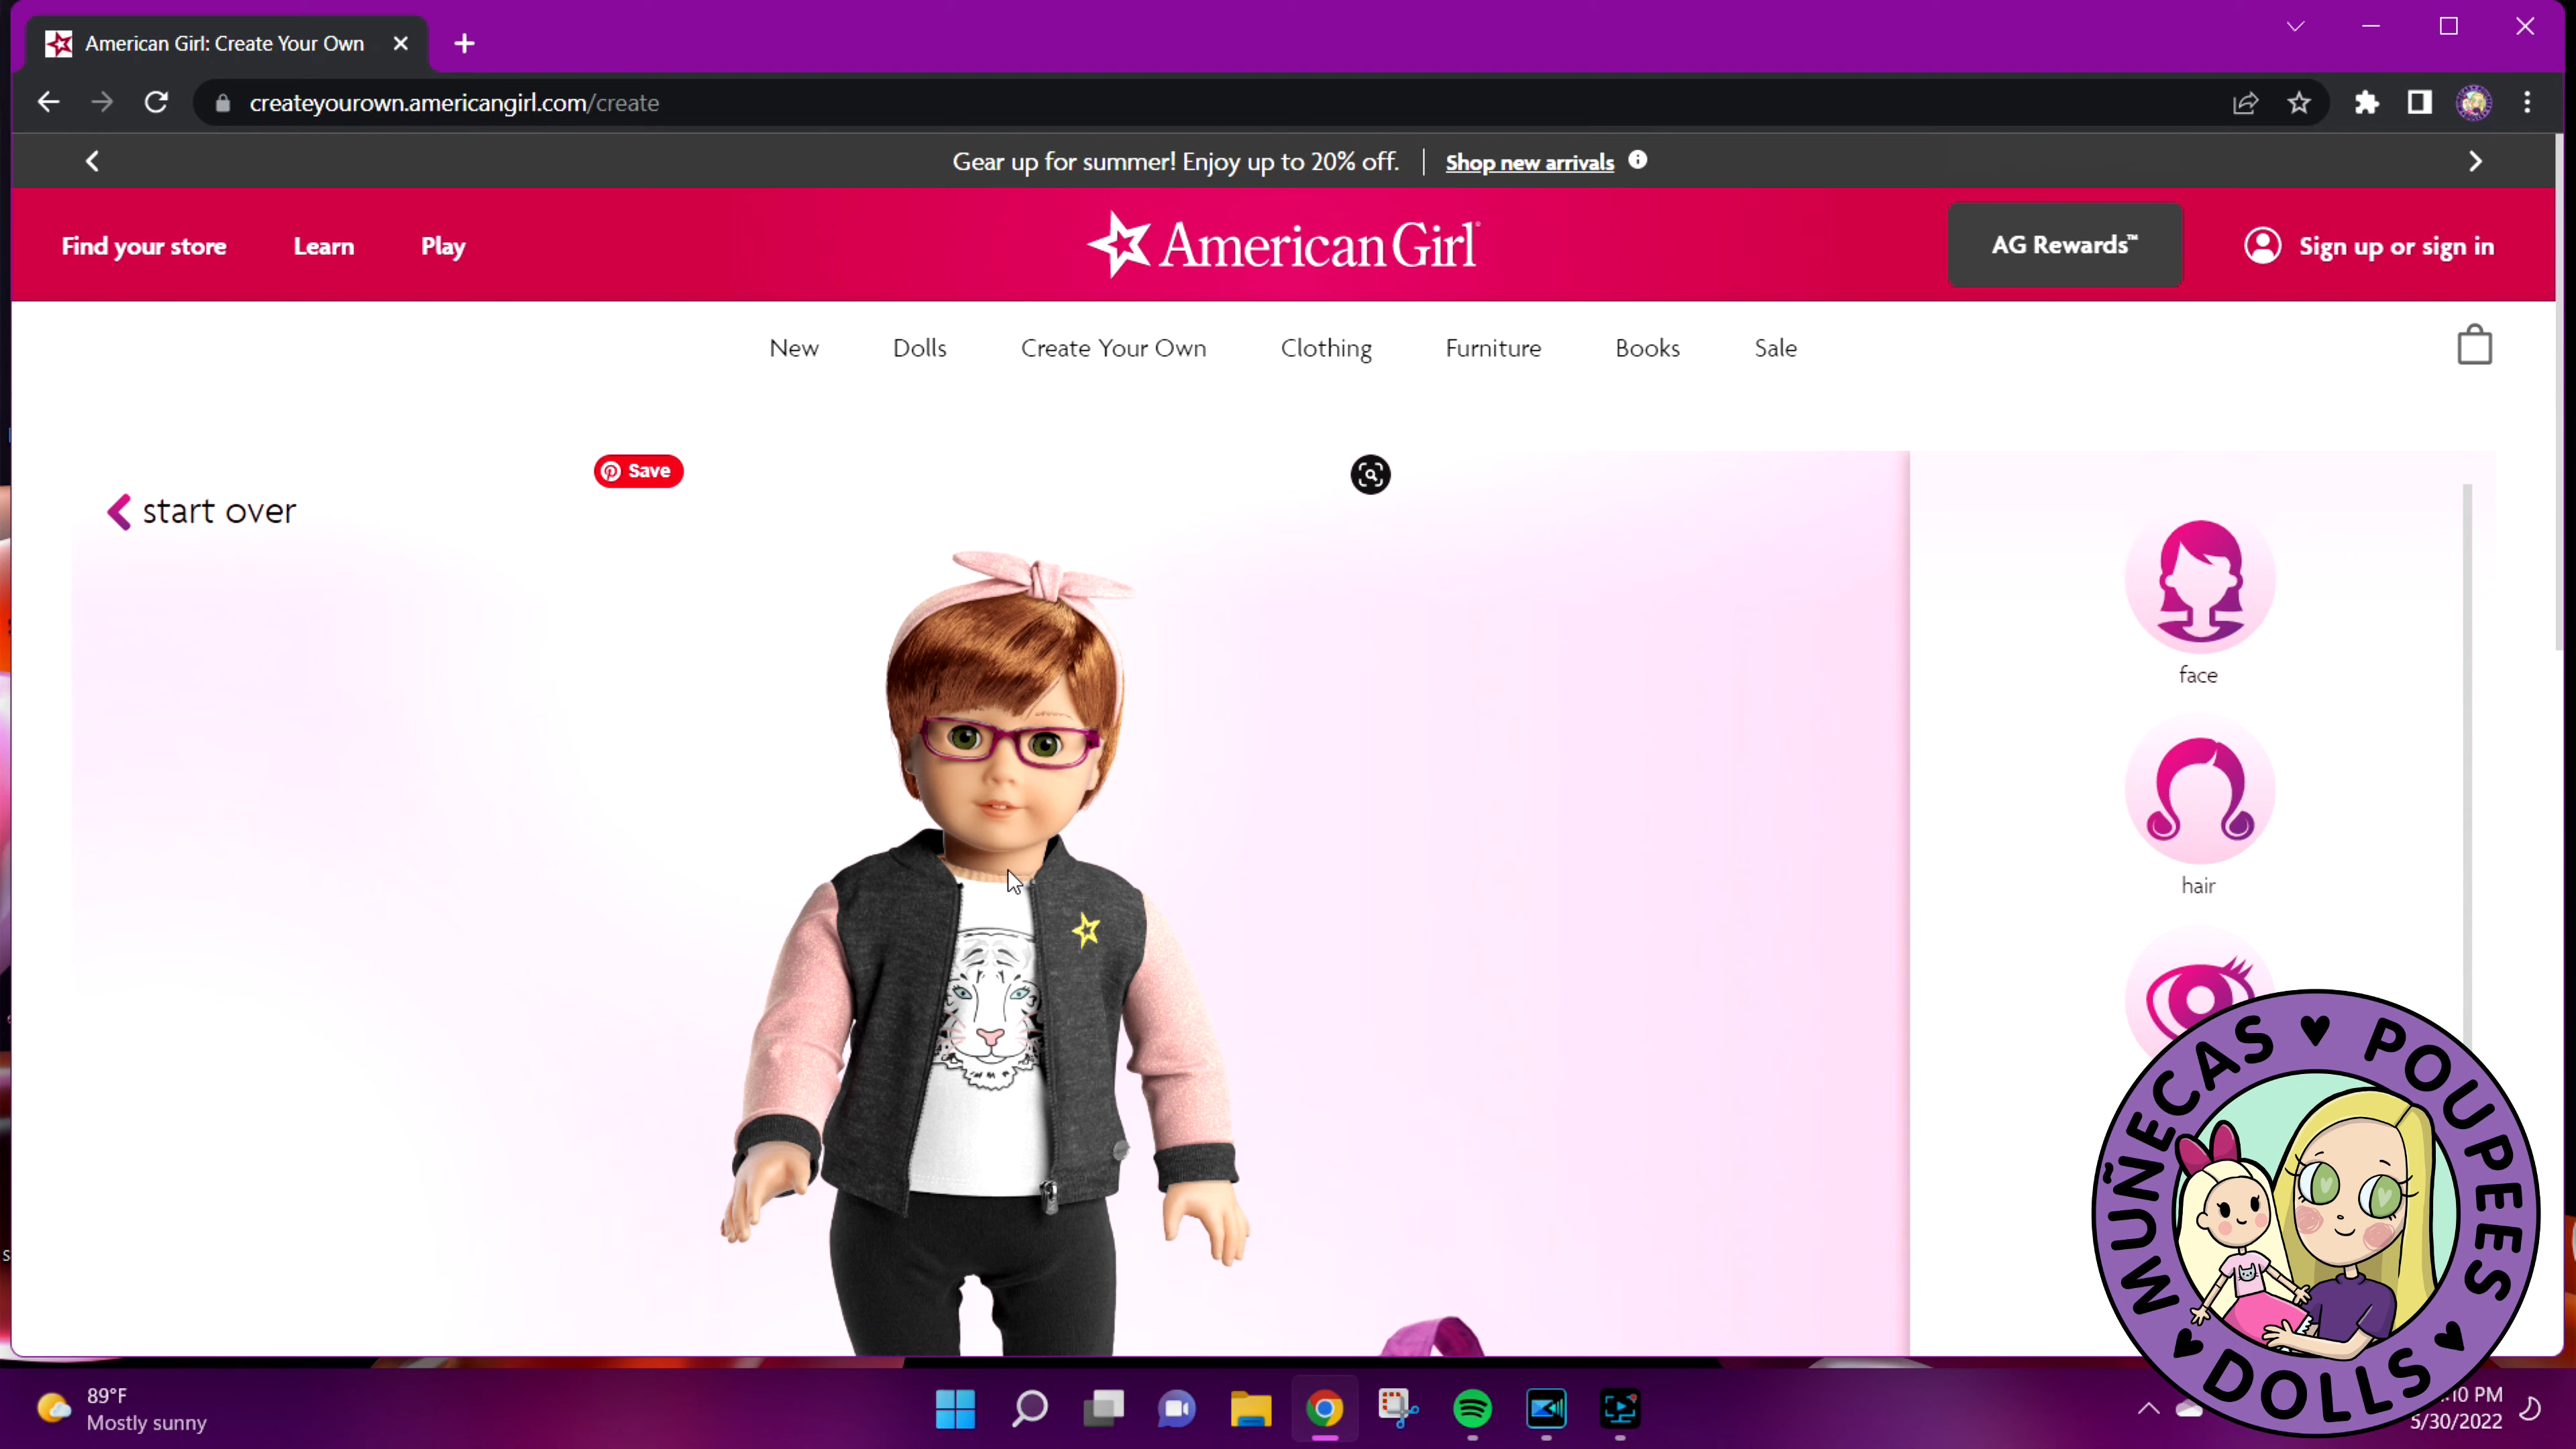 American Girl: Create Your Own
createyourown.americangirl.com/create
Gear up for summer! Enjoy up to 20% off. | Shop new arrivals
Find your store
Learn
Play
American Girl
AG Rewards™
Sign up or sign in
New
Dolls
Create Your Own
Clothing
Furniture
Books
Sale
Save
start over
face
hair
MUÑECAS ♥ POUPEES ♥ DOLLS ♥
89°F
Mostly sunny
10 PM
5/30/2022